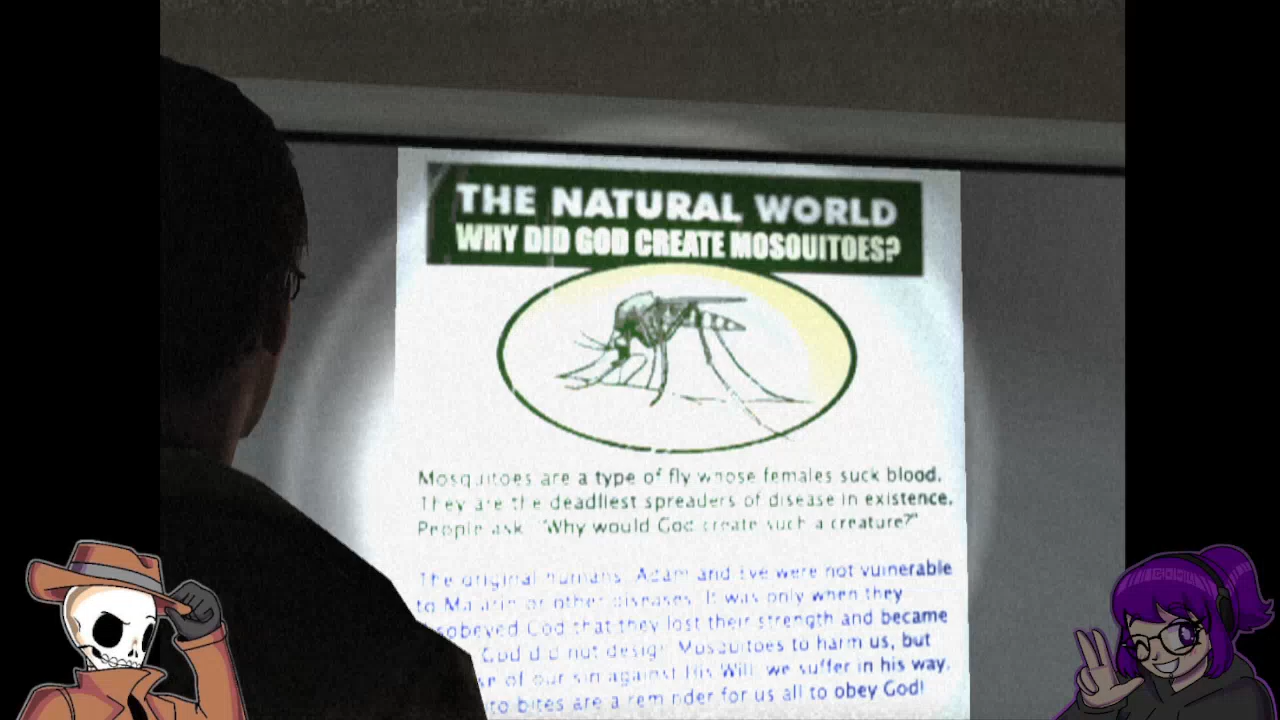 THE NATURAL WORLD
WHY DID GOD CREATE MOSQUITOES?
Mosquitoes are a type of fly whose females suck blood.
They are the deadliest spreaders of disease in existence.
People ask "Why would God create such a creature?"
The original humans, Adam and Eve were not vulnerable
to Malaria or other diseases. It was only when they
disobeyed God that they lost their strength and became
God did not design Mosquitoes to harm us, but
of our sin against His Will, we suffer in his way.
bites are a reminder for us all to obey God!